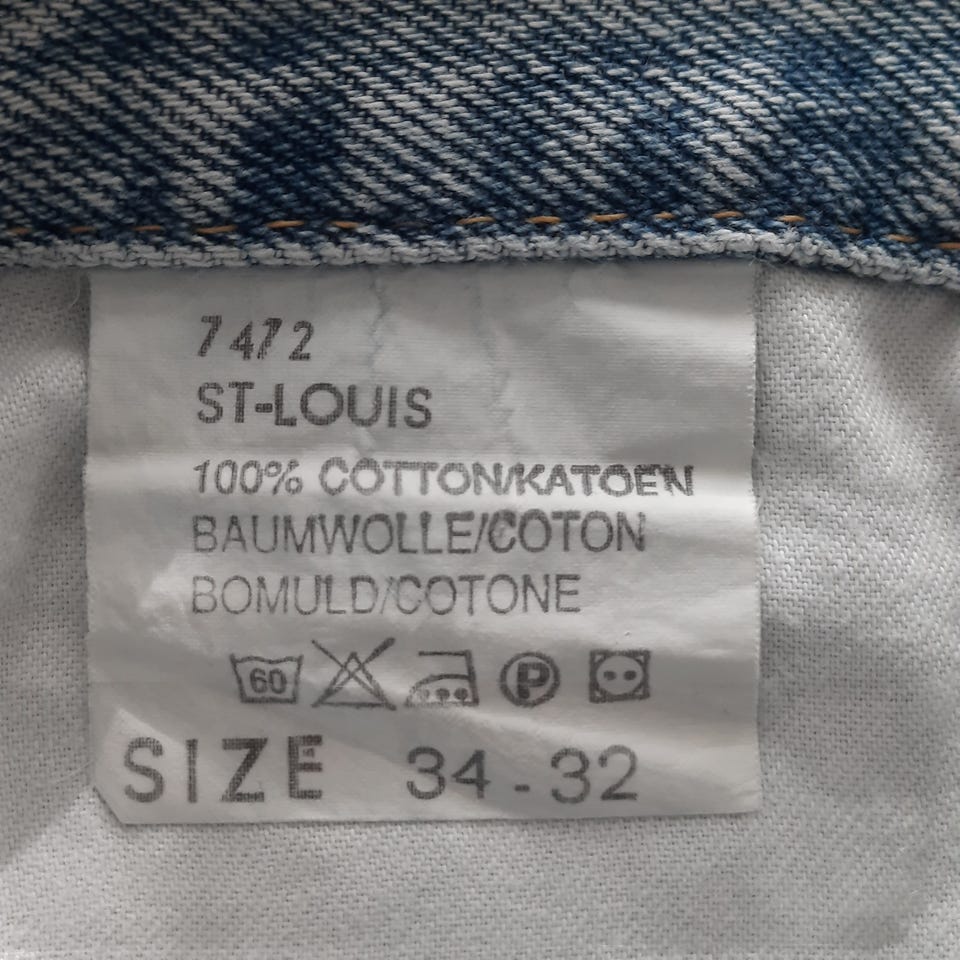 7472
ST-LOUIS
100% COTTON/KATOEN
BAUMWOLLE/COTON
BOMULD/COTONE
60 P
SIZE 34-32